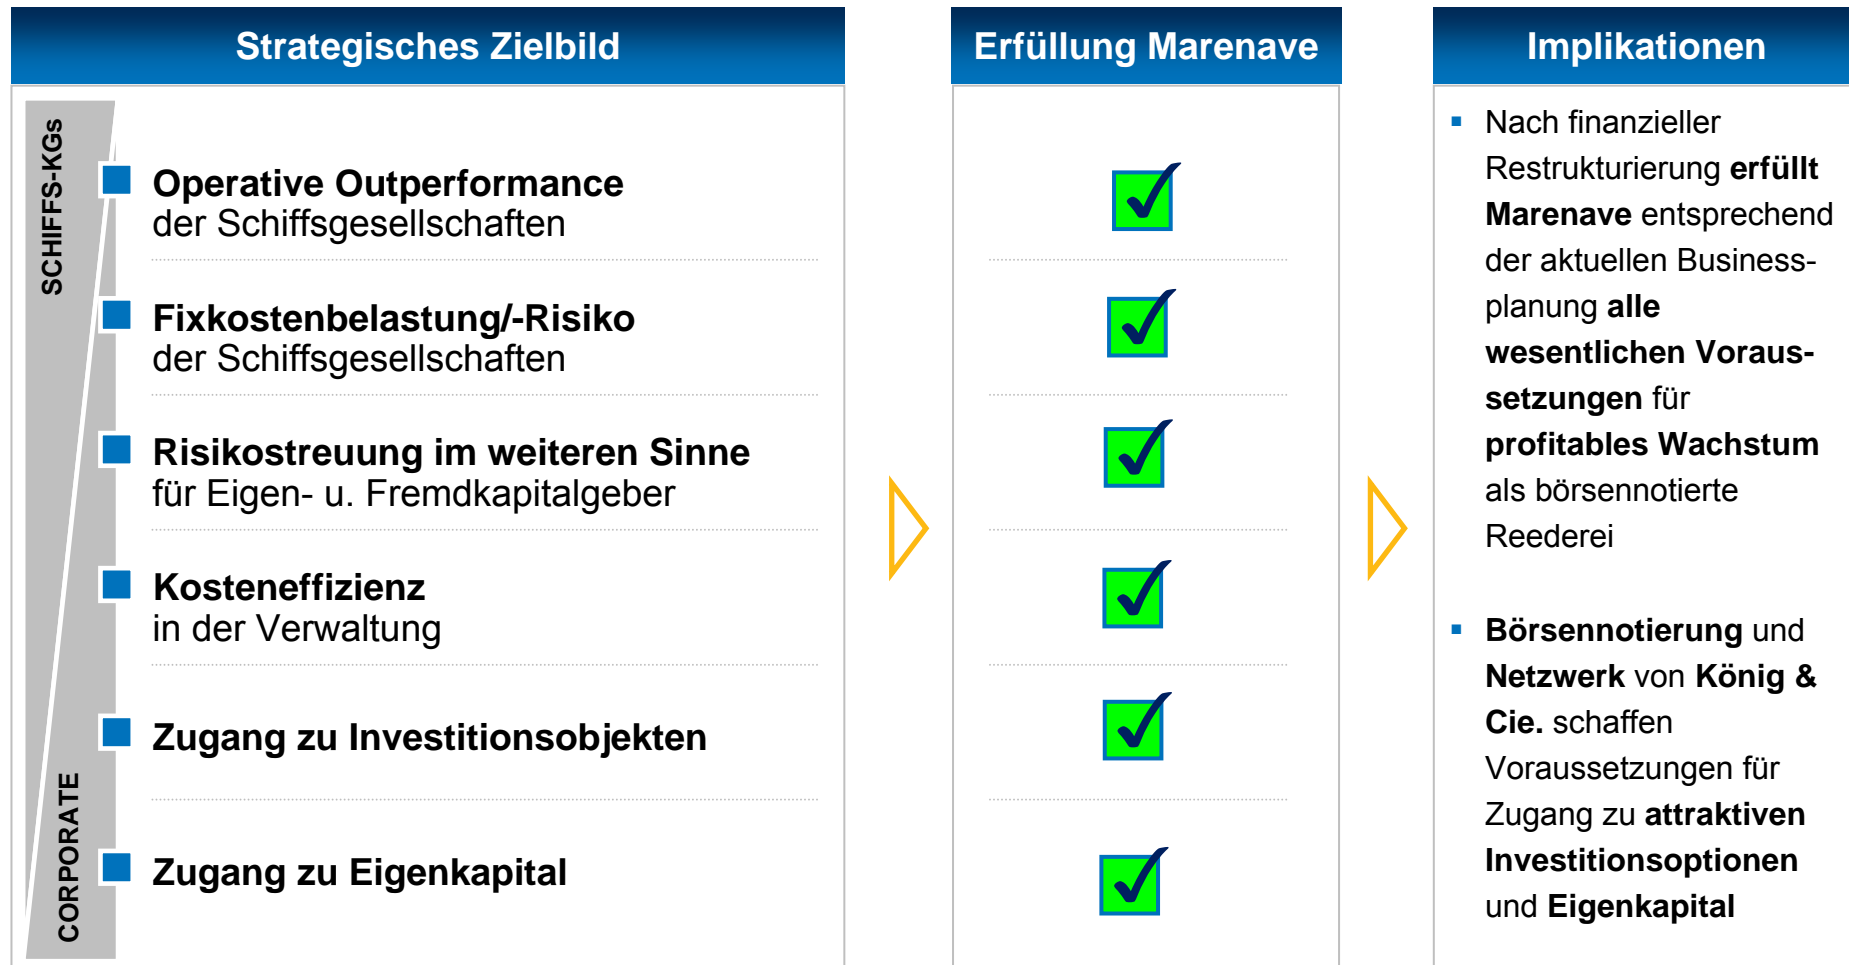 Strategisches Zielbild
SCHIFFS-KGs
CORPORATE
Operative Outperformance
der Schiffsgesellschaften
Fixkostenbelastung/-Risiko
der Schiffsgesellschaften
Risikostreuung im weiteren Sinne
für Eigen- u. Fremdkapitalgeber
Kosteneffizienz
in der Verwaltung
Zugang zu Investitionsobjekten
Zugang zu Eigenkapital
Erfüllung Marenave
Implikationen
Nach finanzieller
Restrukturierung erfüllt
Marenave entsprechend
der aktuellen Business-
planung alle
wesentlichen Voraus-
setzungen für
profitables Wachstum
als börsennotierte
Reederei
Börsennotierung und
Netzwerk von König &
Cie. schaffen
Voraussetzungen für
Zugang zu attraktiven
Investitionsoptionen
und Eigenkapital